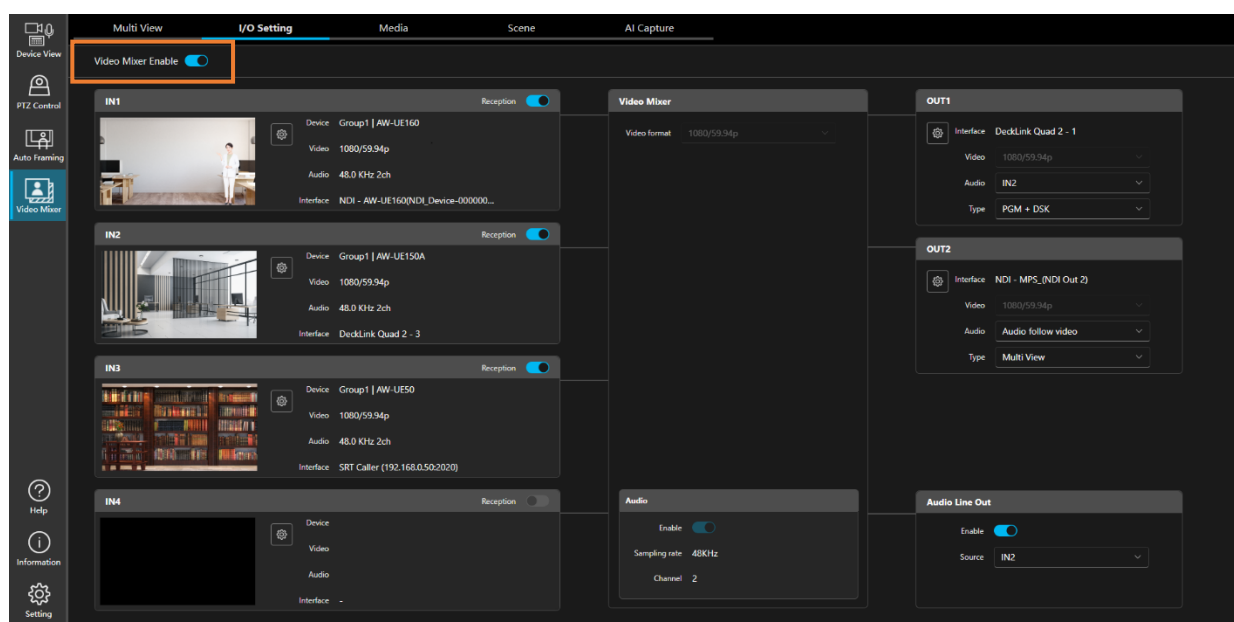 Multi View
I/O Setting
Media
Scene
AI Capture
Device View
PTZ Control
Auto Framing
Video Mixer
Help
Information
Setting
Video Mixer Enable
IN1
Reception
Device Group1 | AW-UE160
Video 1080/59.94p
Audio 48.0 KHz 2ch
Interface NDI - AW-UE160(NDI_Device-000000...
IN2
Reception
Device Group1 | AW-UE150A
Video 1080/59.94p
Audio 48.0 KHz 2ch
Interface DeckLink Quad 2 - 3
IN3
Reception
Device Group1 | AW-UE50
Video 1080/59.94p
Audio 48.0 KHz 2ch
Interface SRT Caller (192.168.0.50:2020)
IN4
Reception
Device
Video
Audio
Interface -
Video Mixer
Video format 1080/59.94p
Audio
Enable
Sampling rate 48KHz
Channel 2
OUT1
Interface DeckLink Quad 2 - 1
Video 1080/59.94p
Audio IN2
Type PGM + DSK
OUT2
Interface NDI - MPS_(NDI Out 2)
Video 1080/59.94p
Audio Audio follow video
Type Multi View
Audio Line Out
Enable
Source IN2